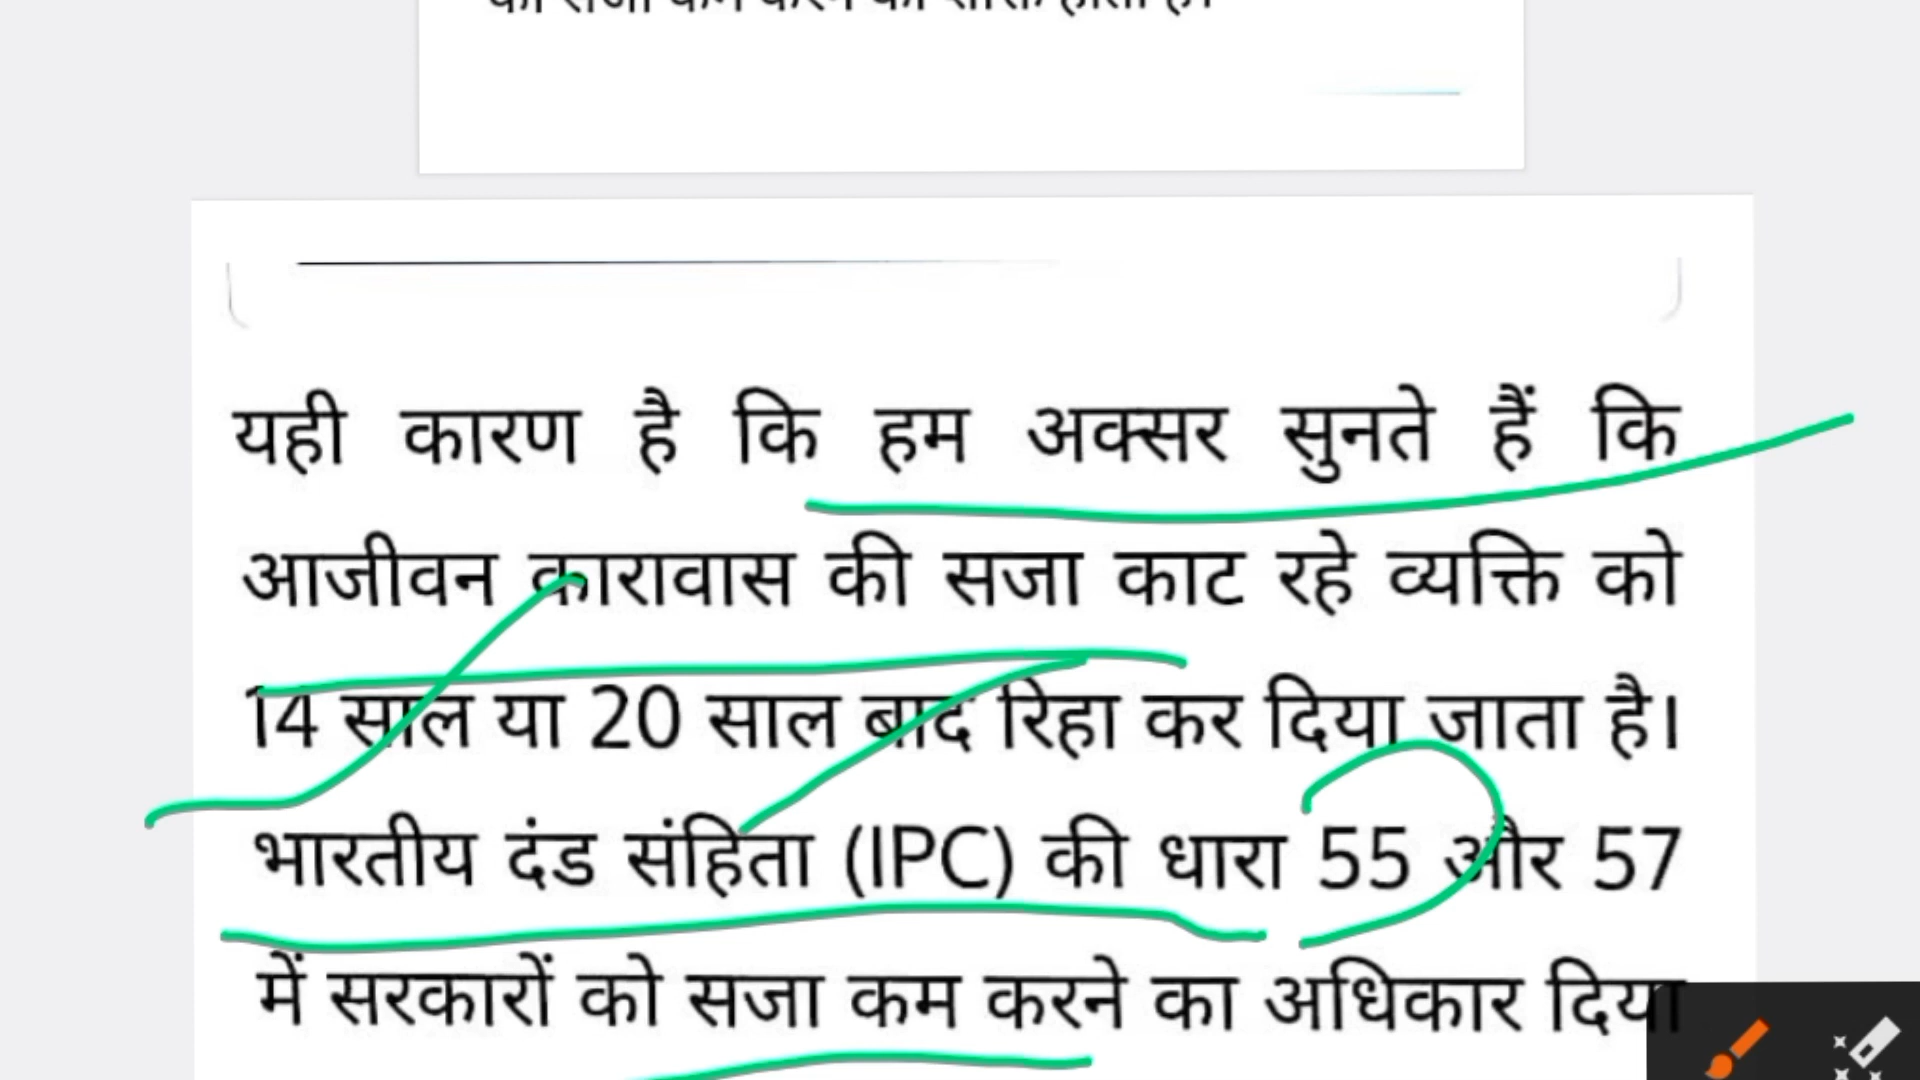 यही कारण है कि हम अक्सर सुनते हैं कि
आजीवन कारावास की सजा काट रहे व्यक्ति को
14 साल या 20 साल बाद रिहा कर दिया जाता है।
भारतीय दंड संहिता (IPC) की धारा 55 और 57
में सरकारों को सजा कम करने का अधिकार दिया